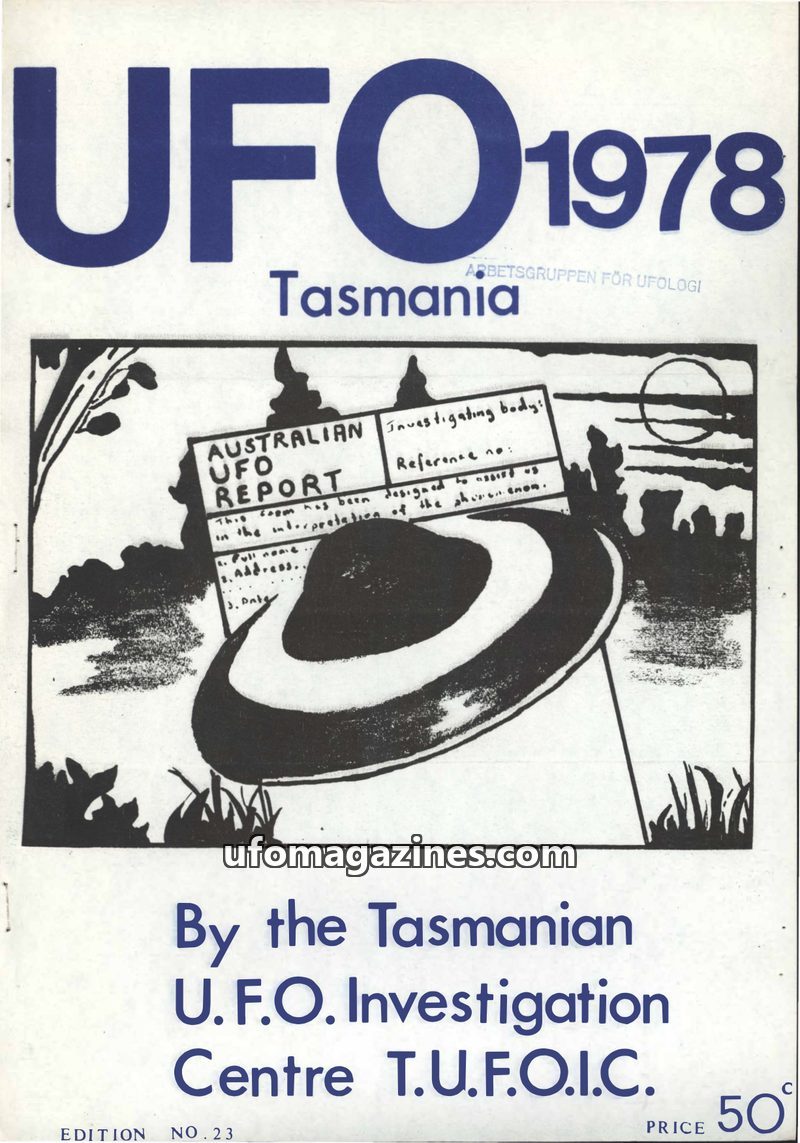 UFO 1978
Tasmania
ARBETSGRUPPEN FÖR UFOLOGI
AUSTRALIAN
UFO
REPORT
Investigating body:
Reference no:
This form has been designed to assist us
in the interpretation of the phenomenon.
1. Full name
2. Address...
3. Date
ufomagazines.com
By the Tasmanian
U.F.O. Investigation
Centre T.U.F.O.I.C.
EDITION NO. 23
PRICE 50c